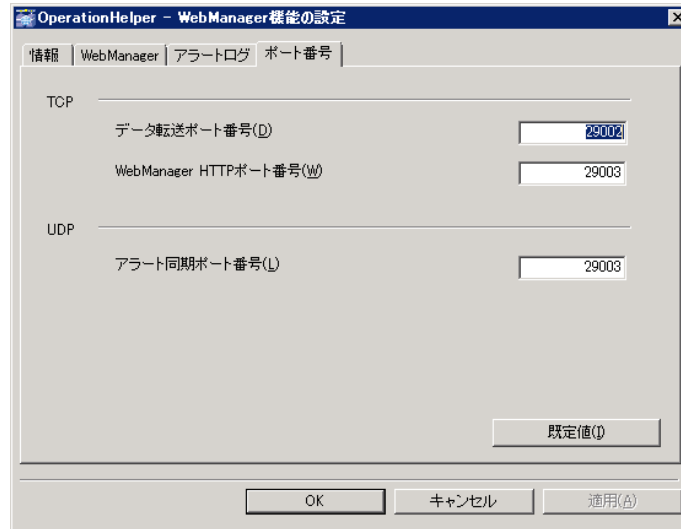 OperationHelper - WebManager機能の設定
情報 WebManager アラートログ ポート番号
TCP
データ転送ポート番号(D) 29002
WebManager HTTPポート番号(W) 29003
UDP
アラート同期ポート番号(L) 29003
既定値(I)
OK キャンセル 適用(A)